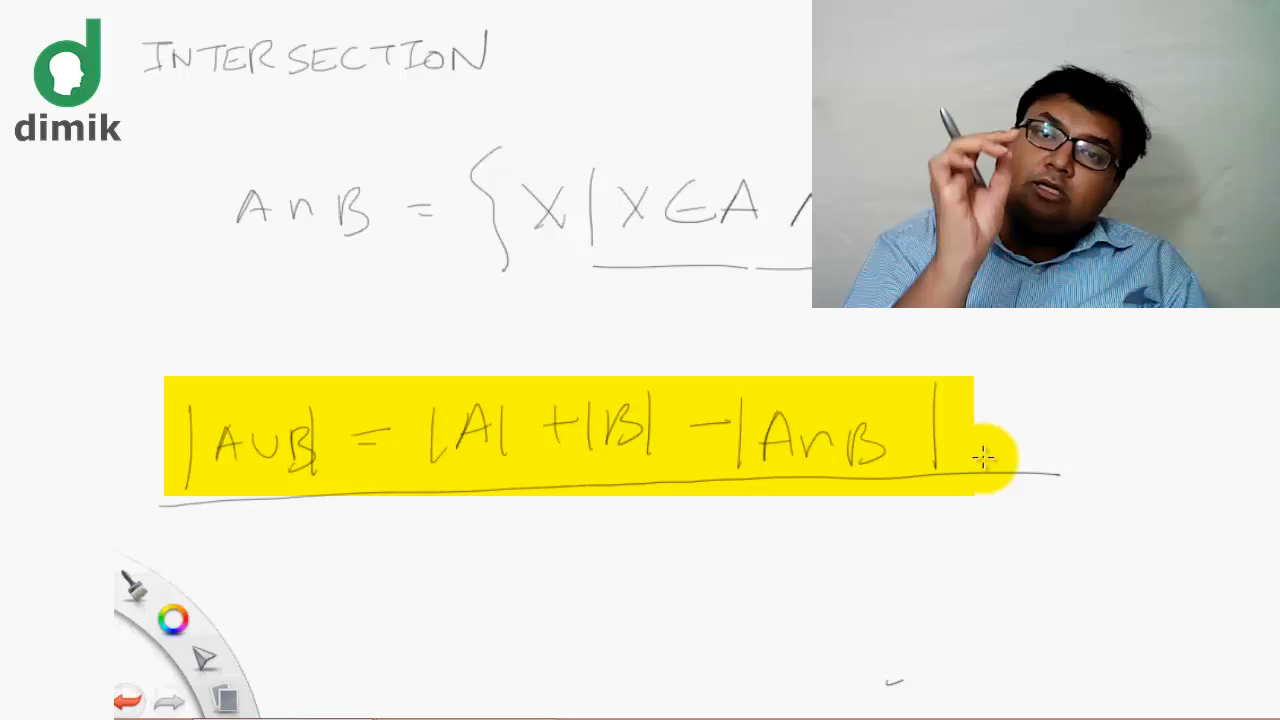 dimik
INTERSECTION
A ∩ B = { X | X ∈ A ∧
|A∪B| = |A| + |B| - |A∩B|